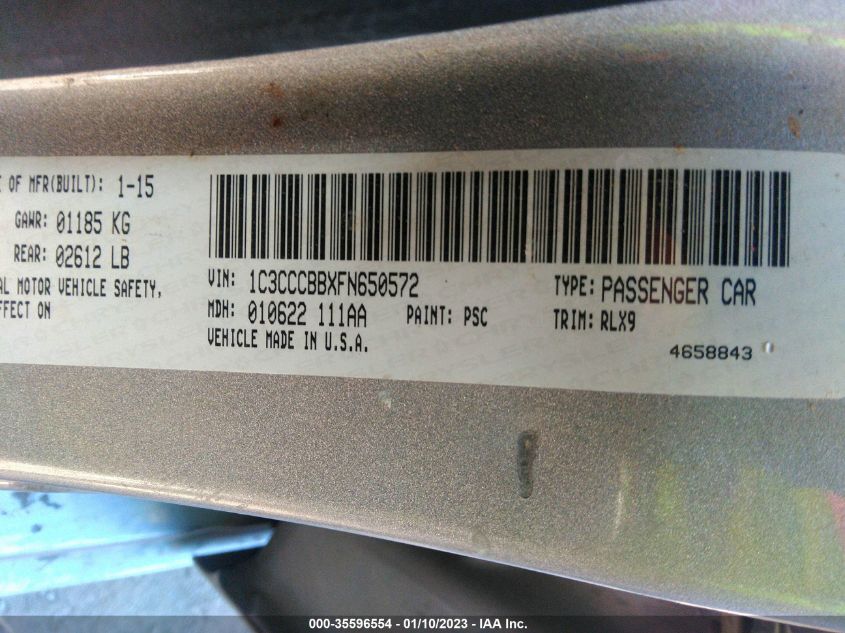 E OF MFR(BUILT): 1-15
GAWR: 01185 KG
REAR: 02612 LB
AL MOTOR VEHICLE SAFETY,
FFECT ON
VIN: 1C3CCCBBXFN650572
MDH: 010622 111AA PAINT: PSC
VEHICLE MADE IN U.S.A.
TYPE: PASSENGER CAR
TRIM: RLX9
4658843
000-35596554 / 01/10/2023 - IAA Inc.